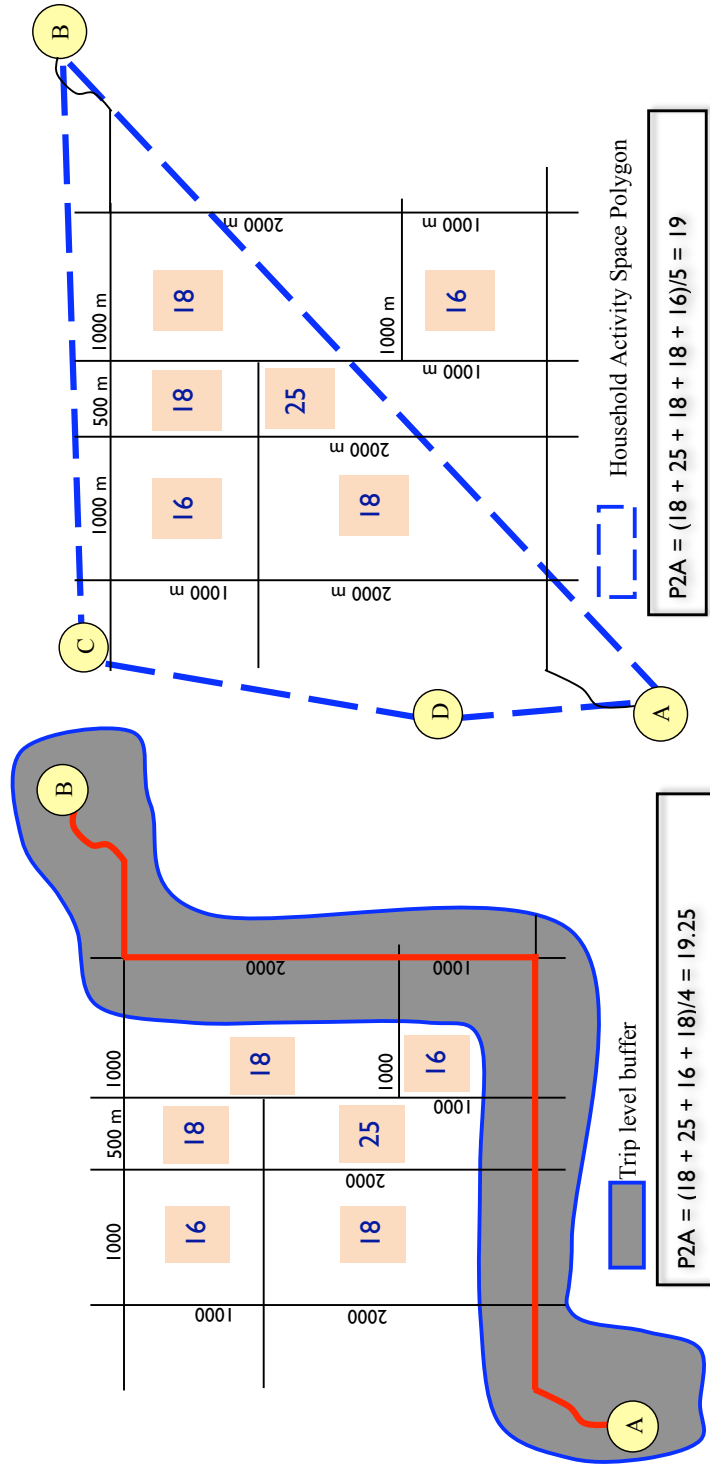 B
1000
500 m
1000
16
18
18
1000
2000
2000
18
25
1000
16
2000
1000
1000
A
Trip level buffer
P2A = (18 + 25 + 16 + 18)/4 = 19.25
B
C
1000 m
500 m
1000 m
16
18
18
1000 m
2000 m
25
18
1000 m
16
2000 m
2000 m
1000 m
1000 m
D
A
Household Activity Space Polygon
P2A = (18 + 25 + 18 + 18 + 16)/5 = 19